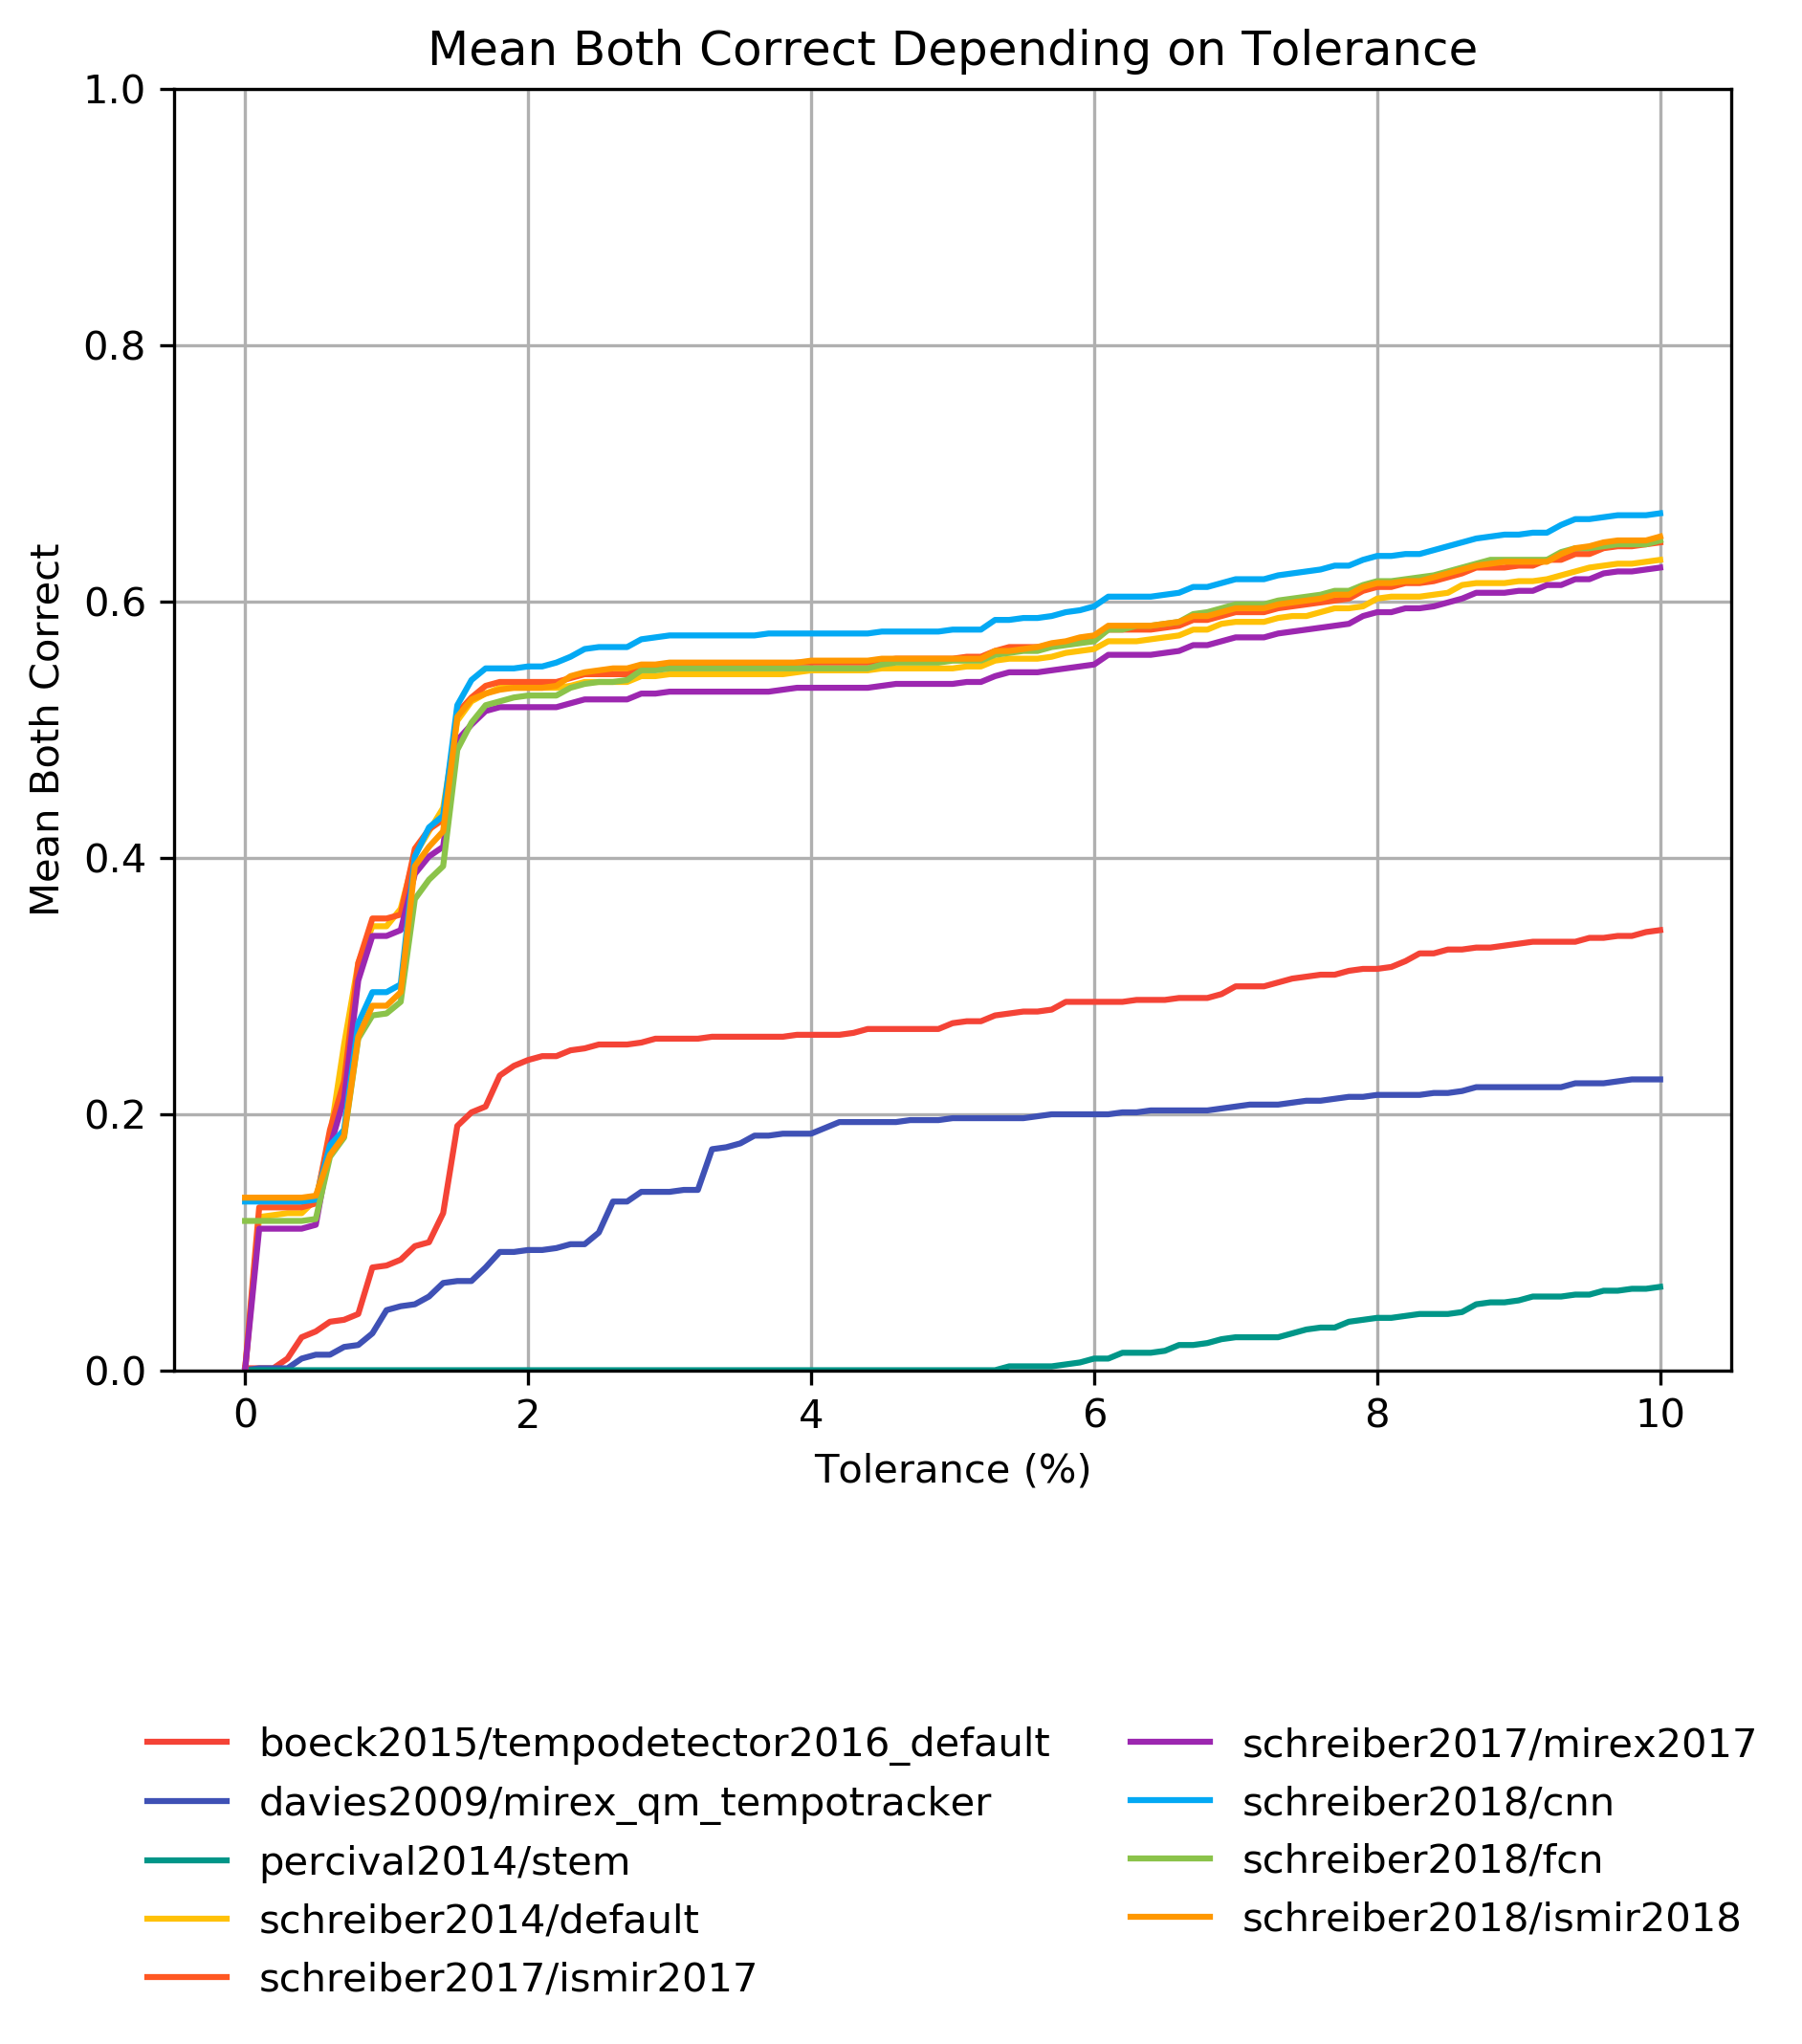 Mean Both Correct Depending on Tolerance
1.0
0.8
0.6
0.4
0.2
0.0
Mean Both Correct
0 2 4 6 8 10
Tolerance (%)
boeck2015/tempodetector2016_default
davies2009/mirex_qm_tempotracker
percival2014/stem
schreiber2014/default
schreiber2017/ismir2017
schreiber2017/mirex2017
schreiber2018/cnn
schreiber2018/fcn
schreiber2018/ismir2018